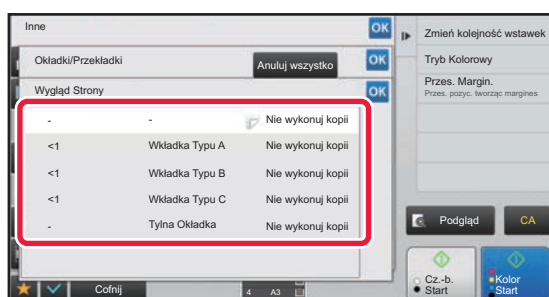 Inne
OK
Okładki/Przekładki
Anuluj wszystko
OK
Wygląd Strony
OK
- - Nie wykonuj kopii
<1 Wkładka Typu A Nie wykonuj kopii
<1 Wkładka Typu B Nie wykonuj kopii
<1 Wkładka Typu C Nie wykonuj kopii
- Tylna Okładka Nie wykonuj kopii
Cofnij
4 A3
Zmień kolejność wstawek
Tryb Kolorowy
Przes. Margin.
Przes. pozyc. tworząc margines
Podgląd
CA
Cz.-b.
Start
Kolor
Start